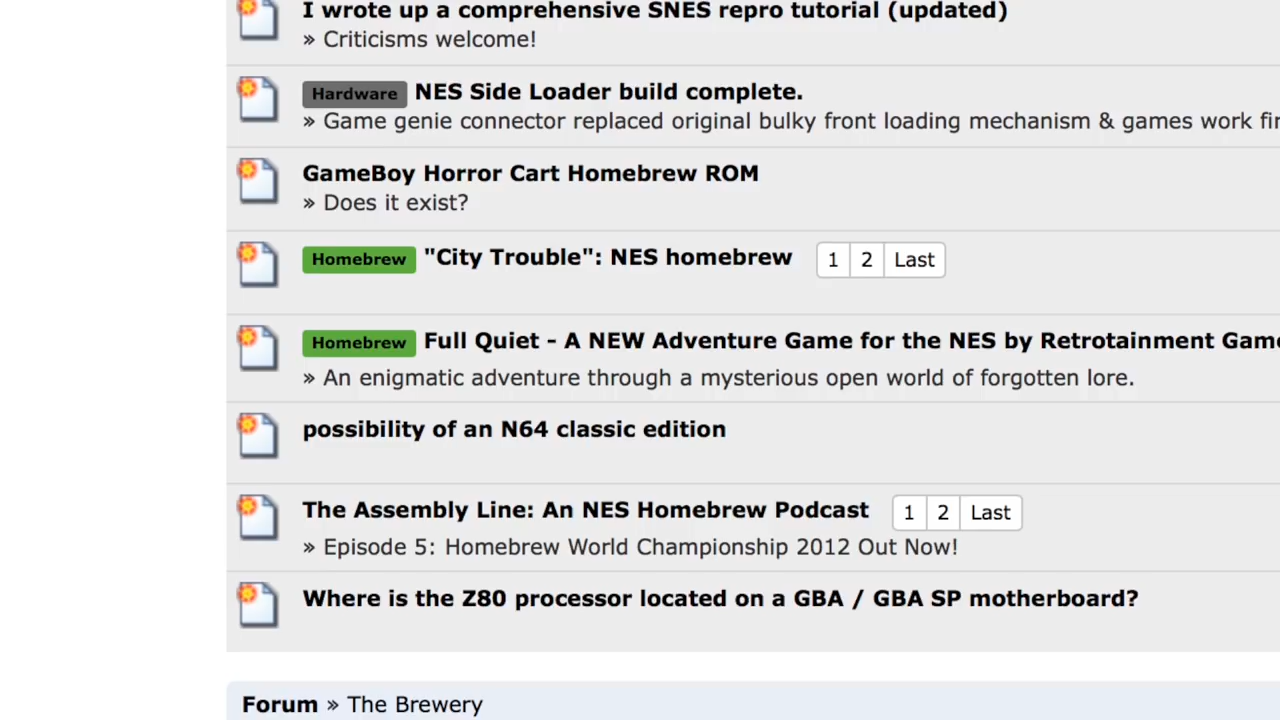 I wrote up a comprehensive SNES repro tutorial (updated)
» Criticisms welcome!
Hardware NES Side Loader build complete.
» Game genie connector replaced original bulky front loading mechanism & games work
GameBoy Horror Cart Homebrew ROM
» Does it exist?
Homebrew "City Trouble": NES homebrew 1 2 Last
Homebrew Full Quiet - A NEW Adventure Game for the NES by Retrotainment
» An enigmatic adventure through a mysterious open world of forgotten lore.
possibility of an N64 classic edition
The Assembly Line: An NES Homebrew Podcast 1 2 Last
» Episode 5: Homebrew World Championship 2012 Out Now!
Where is the Z80 processor located on a GBA / GBA SP motherboard?
Forum » The Brewery